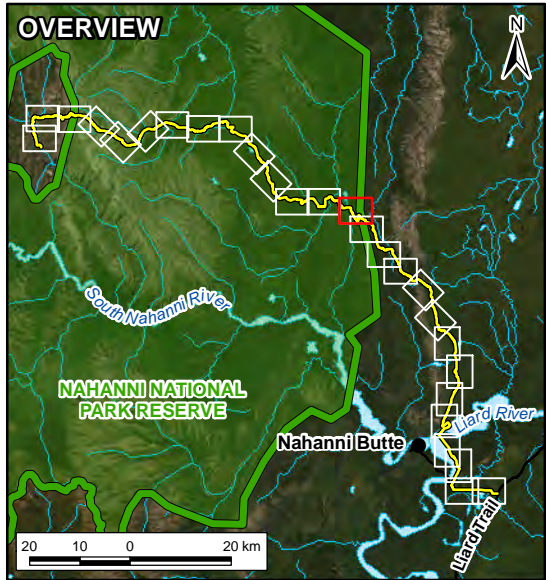 OVERVIEW
N
South Nahanni River
NAHANNI NATIONAL
PARK RESERVE
Liard River
Nahanni Butte
Liard Trail
20 10 0 20 km